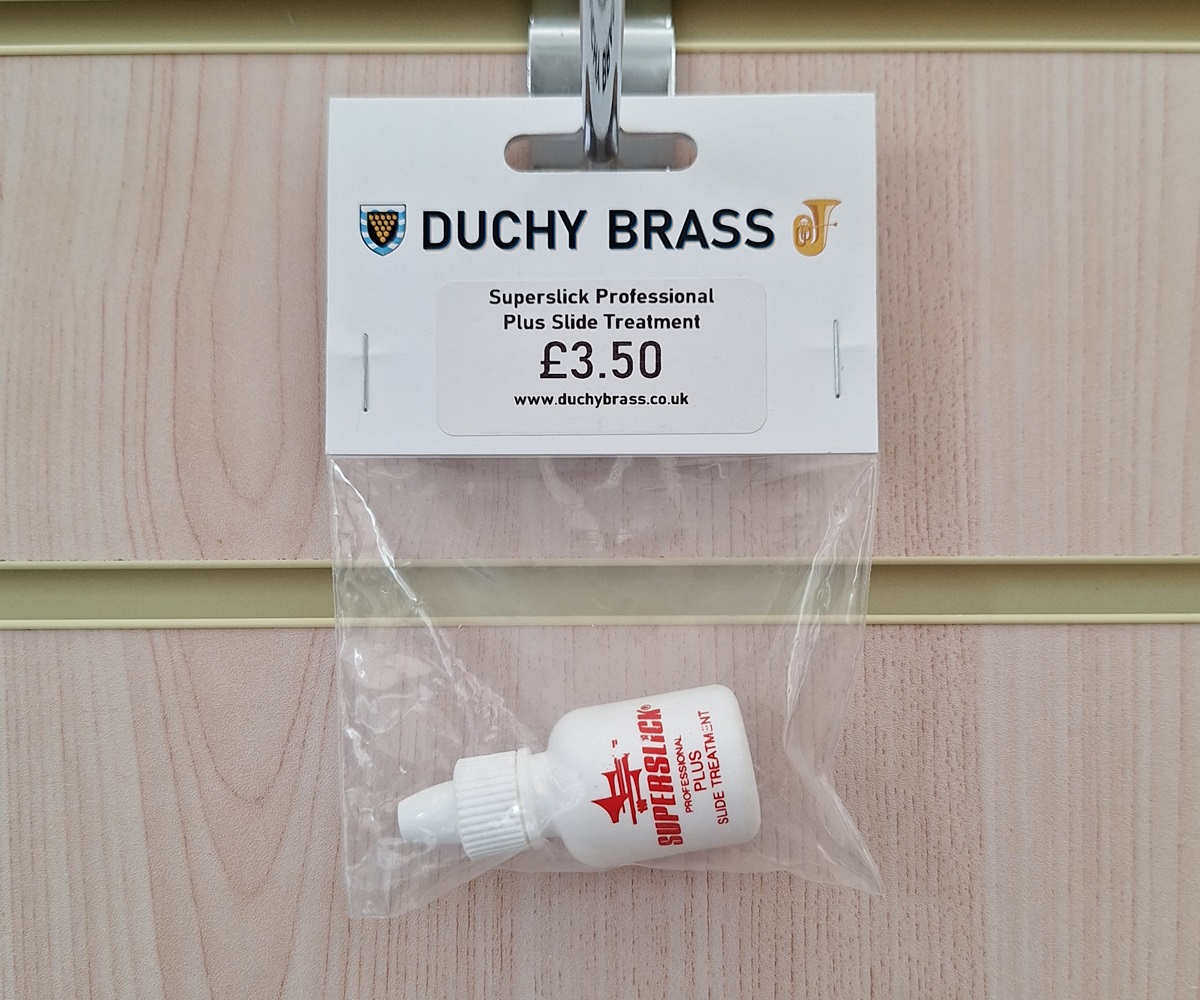 DUCHY BRASS
Superslick Professional
Plus Slide Treatment
£3.50
www.duchybrass.co.uk
SUPERSLICK®
PROFESSIONAL
PLUS
SLIDE TREATMENT